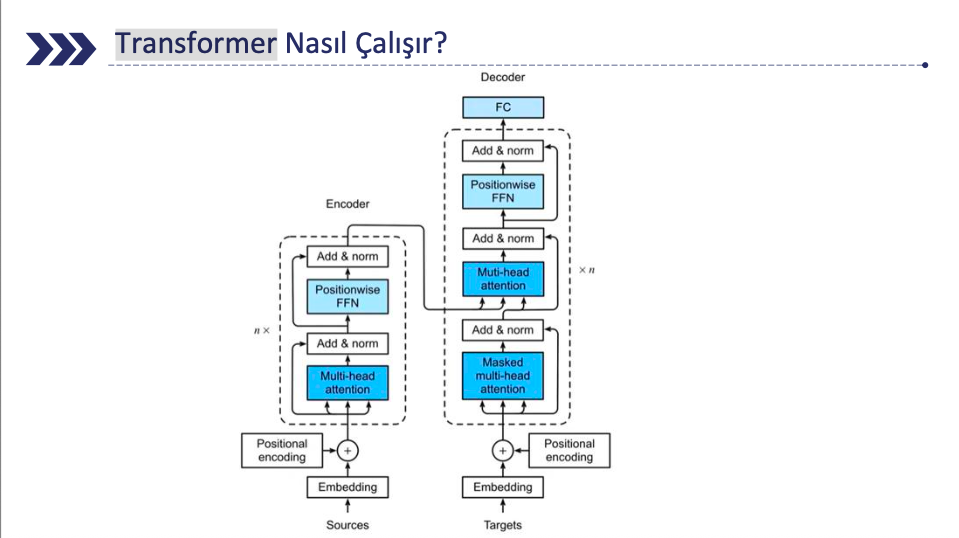 Transformer Nasıl Çalışır?
Decoder
FC
Add & norm
Positionwise
FFN
Encoder
Add & norm
Add & norm
Muti-head
attention
× n
Positionwise
FFN
n ×
Add & norm
Add & norm
Masked
multi-head
attention
Multi-head
attention
Positional
encoding
+
+
Positional
encoding
Embedding
Embedding
Sources
Targets